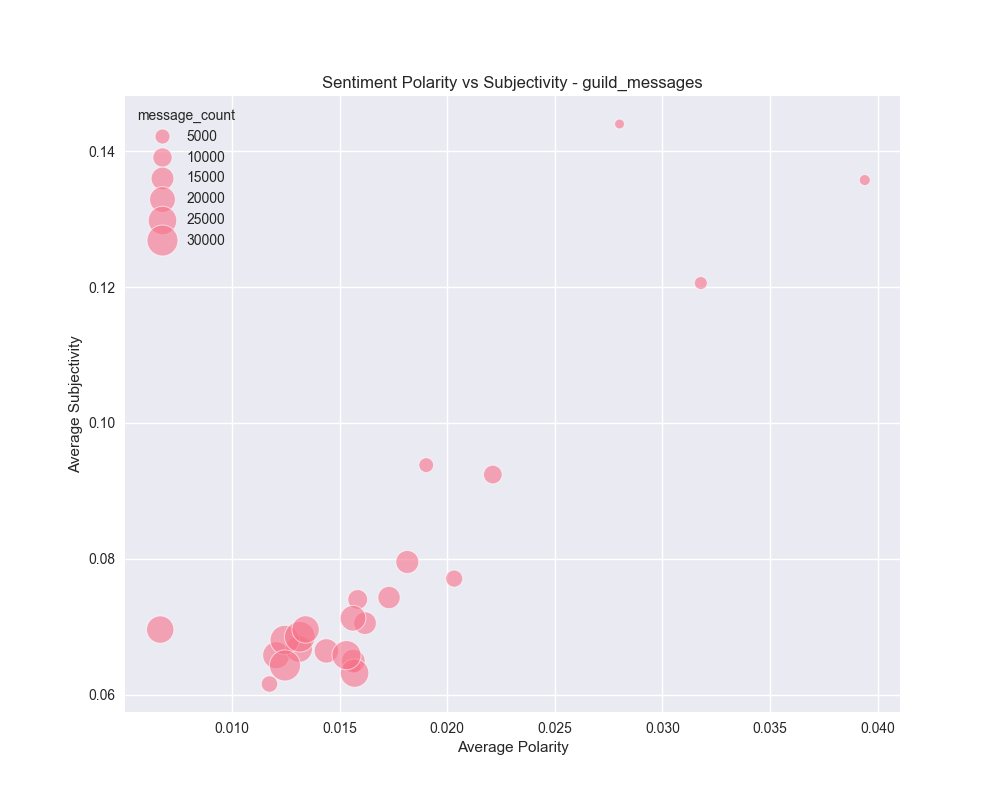 Sentiment Polarity vs Subjectivity - guild_messages
message_count
5000
10000
15000
20000
25000
30000
Average Subjectivity
0.14
0.12
0.10
0.08
0.06
0.010 0.015 0.020 0.025 0.030 0.035 0.040
Average Polarity